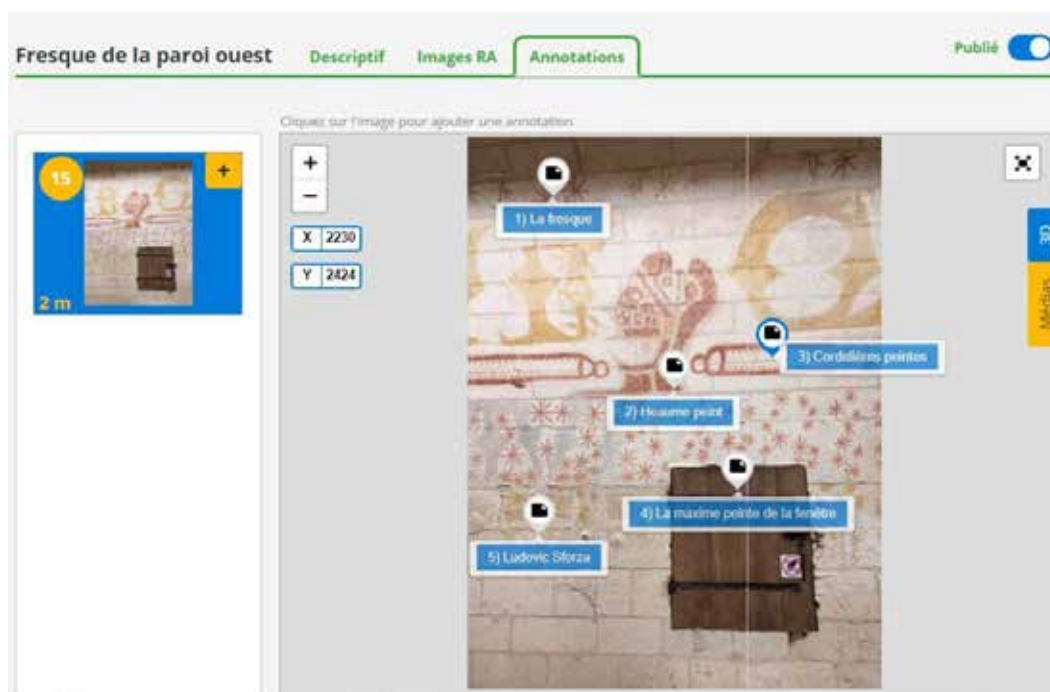 Fresque de la paroi ouest
Descriptif
Images RA
Annotations
Publié
Cliquez sur l'image pour ajouter une annotation
15
+
2 m
+
−
X 2230
Y 2424
1) La fresque
2) Heaume peint
3) Cordelières peintes
4) La maxime peinte de la fenêtre
5) Ludovic Sforza
Médias